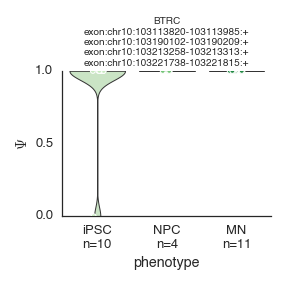 BTRC
exon:chr10:103113820-103113985:+
exon:chr10:103190102-103190209:+
exon:chr10:103213258-103213313:+
exon:chr10:103221738-103221815:+
1.0
0.5
0.0
Ψ
iPSC NPC MN
n=10 n=4 n=11
phenotype